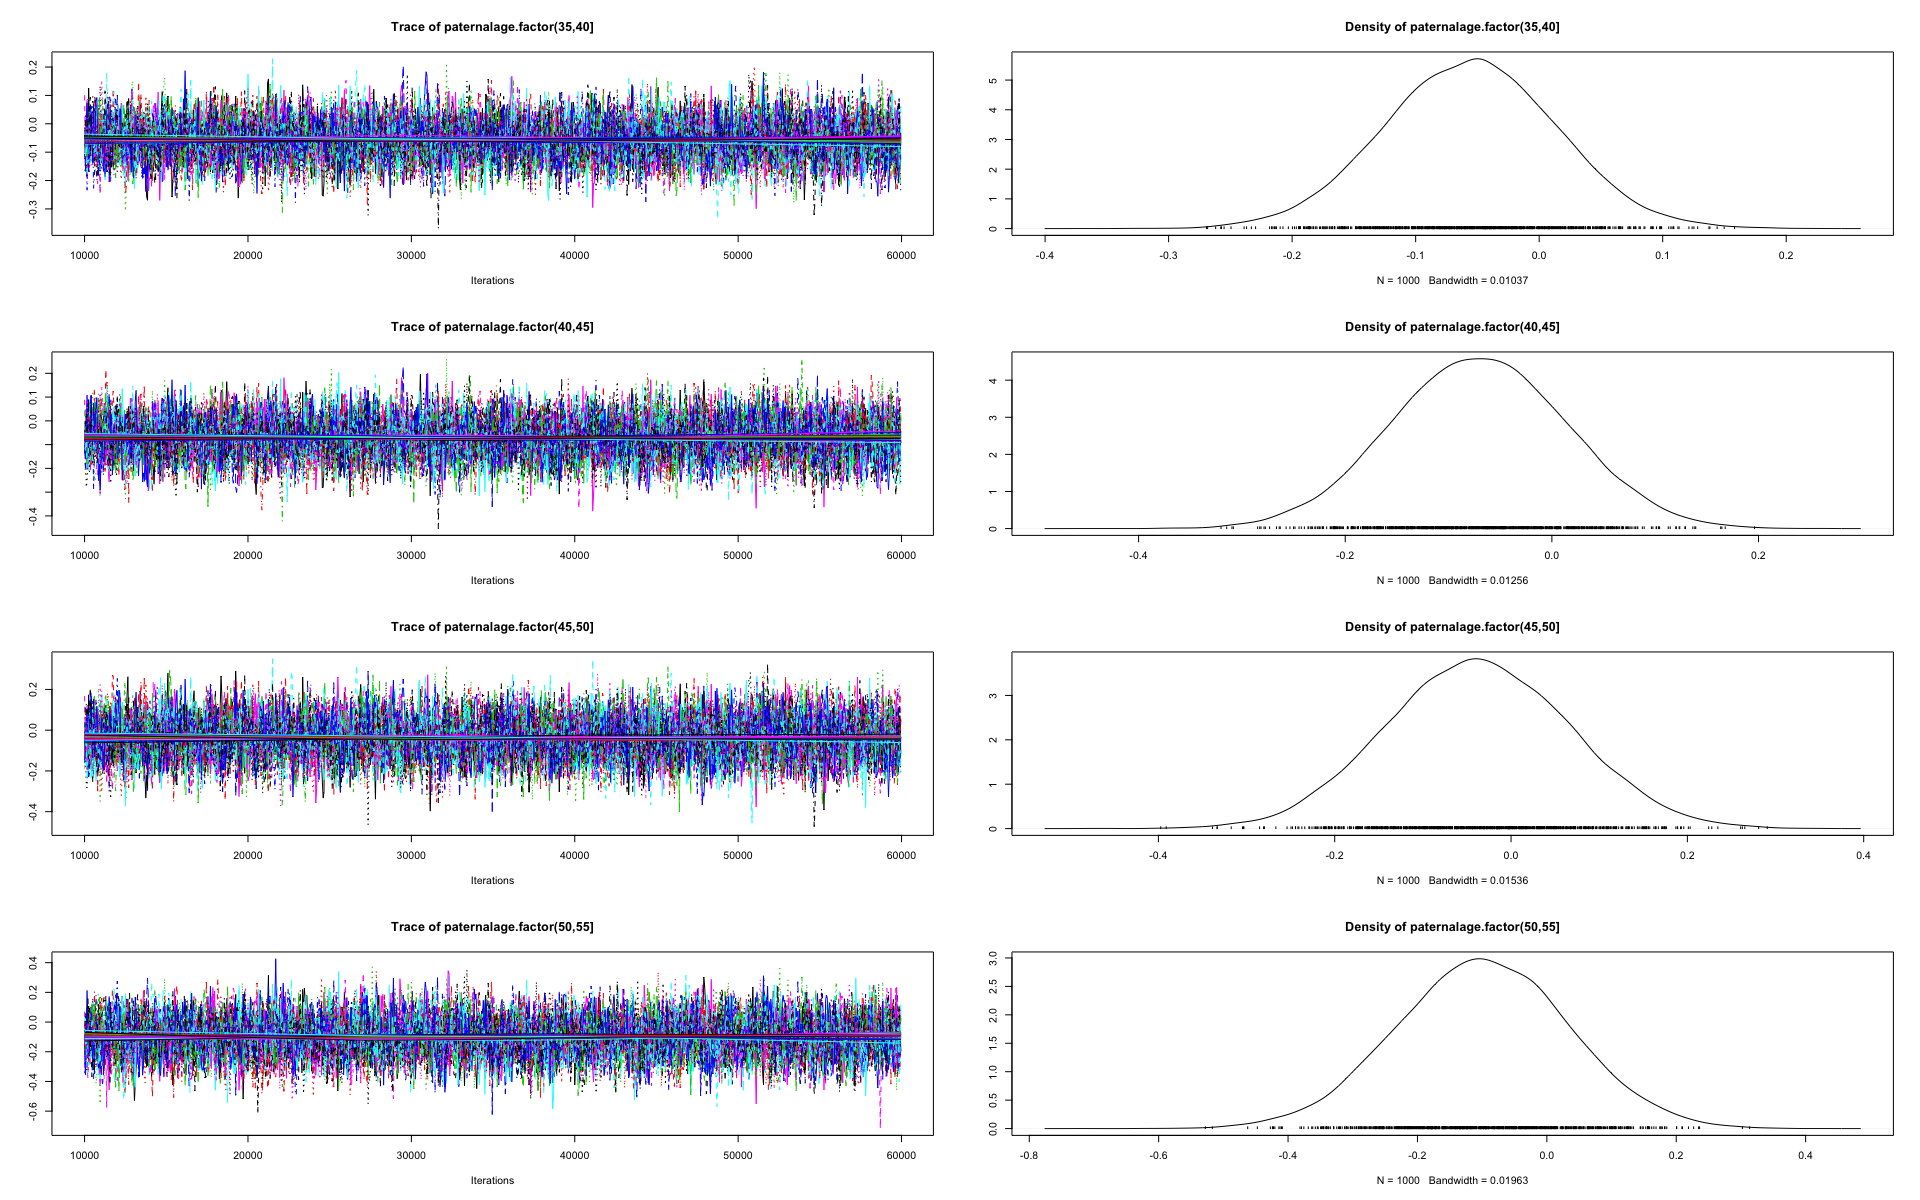 Trace of paternalage.factor(35,40]
0.2
0.1
0.0
-0.1
-0.2
-0.3
10000 20000 30000 40000 50000 60000
Iterations
Density of paternalage.factor(35,40]
5
4
3
2
1
0
-0.4 -0.3 -0.2 -0.1 0.0 0.1 0.2
N = 1000 Bandwidth = 0.01037
Trace of paternalage.factor(40,45]
0.2
0.1
0.0
-0.2
-0.4
10000 20000 30000 40000 50000 60000
Iterations
Density of paternalage.factor(40,45]
4
3
2
1
0
-0.4 -0.2 0.0 0.2
N = 1000 Bandwidth = 0.01256
Trace of paternalage.factor(45,50]
0.2
0.0
-0.2
-0.4
10000 20000 30000 40000 50000 60000
Iterations
Density of paternalage.factor(45,50]
3
2
1
0
-0.4 -0.2 0.0 0.2 0.4
N = 1000 Bandwidth = 0.01536
Trace of paternalage.factor(50,55]
0.4
0.2
0.0
-0.2
-0.4
-0.6
10000 20000 30000 40000 50000 60000
Iterations
Density of paternalage.factor(50,55]
3.0
2.5
2.0
1.5
1.0
0.5
0.0
-0.8 -0.6 -0.4 -0.2 0.0 0.2 0.4
N = 1000 Bandwidth = 0.01963